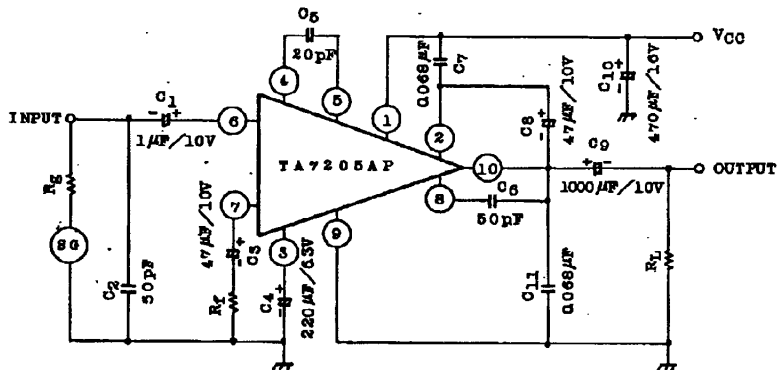 C5
20pF
VCC
4
5
1
0.068μF
C7
C10
470μF/16V
+
-
C1
- +
INPUT
1μF/10V
6
2
C8
+
-
47μF/10V
C9
+ -
TA7205AP
10
OUTPUT
1000μF/10V
Rg
7
8
C6
50pF
SG
47μF/10V
C3
+
-
3
9
C2
50pF
Rf
C4
+
-
220μF/6.3V
C11
0.068μF
RL